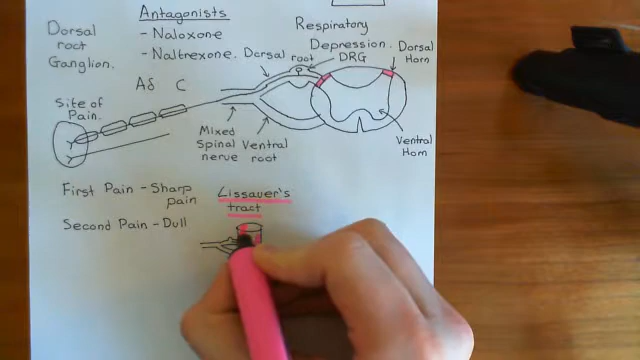 Antagonists
- Naloxone
- Naltrexone.
Respiratory
Depression.
Dorsal
root
Ganglion.
Dorsal root
DRG
Dorsal
Horn
Aδ C
Site of
Pain.
Mixed
Spinal
nerve
Ventral
root
Ventral
Horn
First Pain - Sharp
pain
Second Pain - Dull
Lissauer's
tract